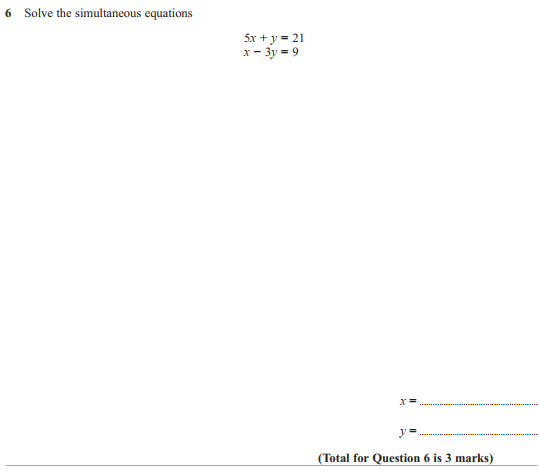 6 Solve the simultaneous equations
5x + y = 21
x − 3y = 9
x = ........................................
y = ........................................
(Total for Question 6 is 3 marks)